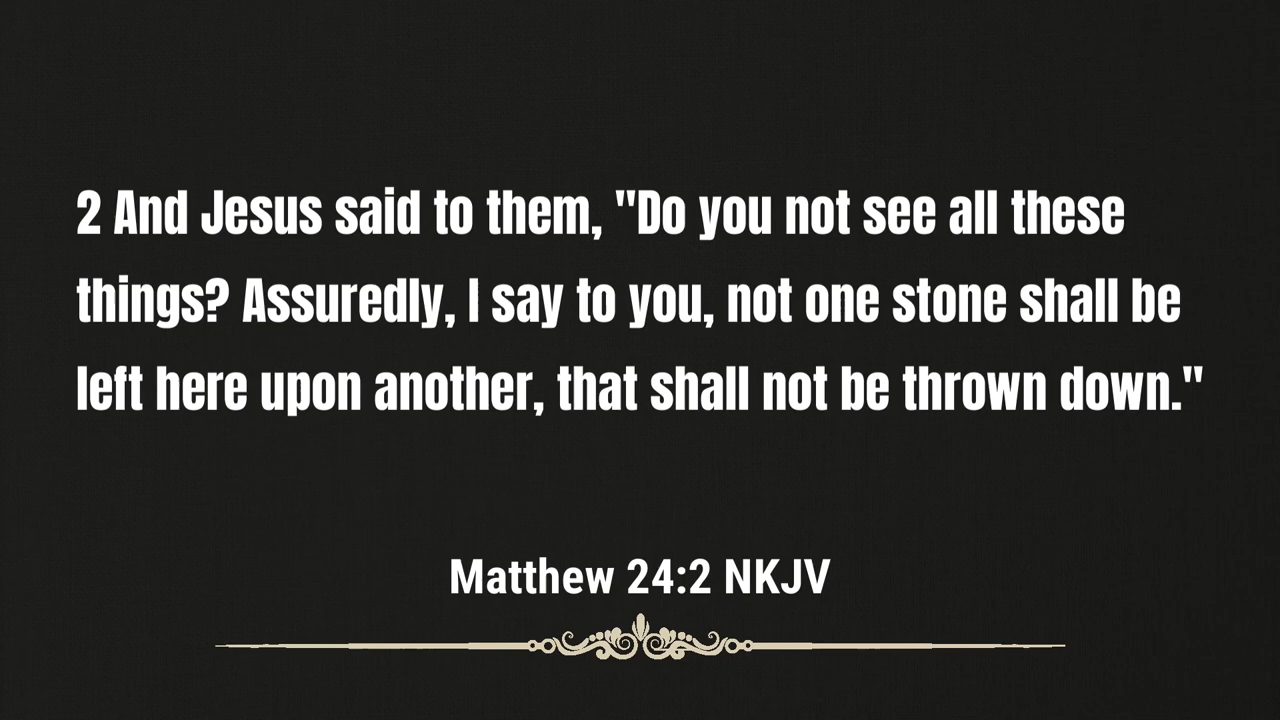 2 And Jesus said to them, "Do you not see all these
things? Assuredly, I say to you, not one stone shall be
left here upon another, that shall not be thrown down."
Matthew 24:2 NKJV